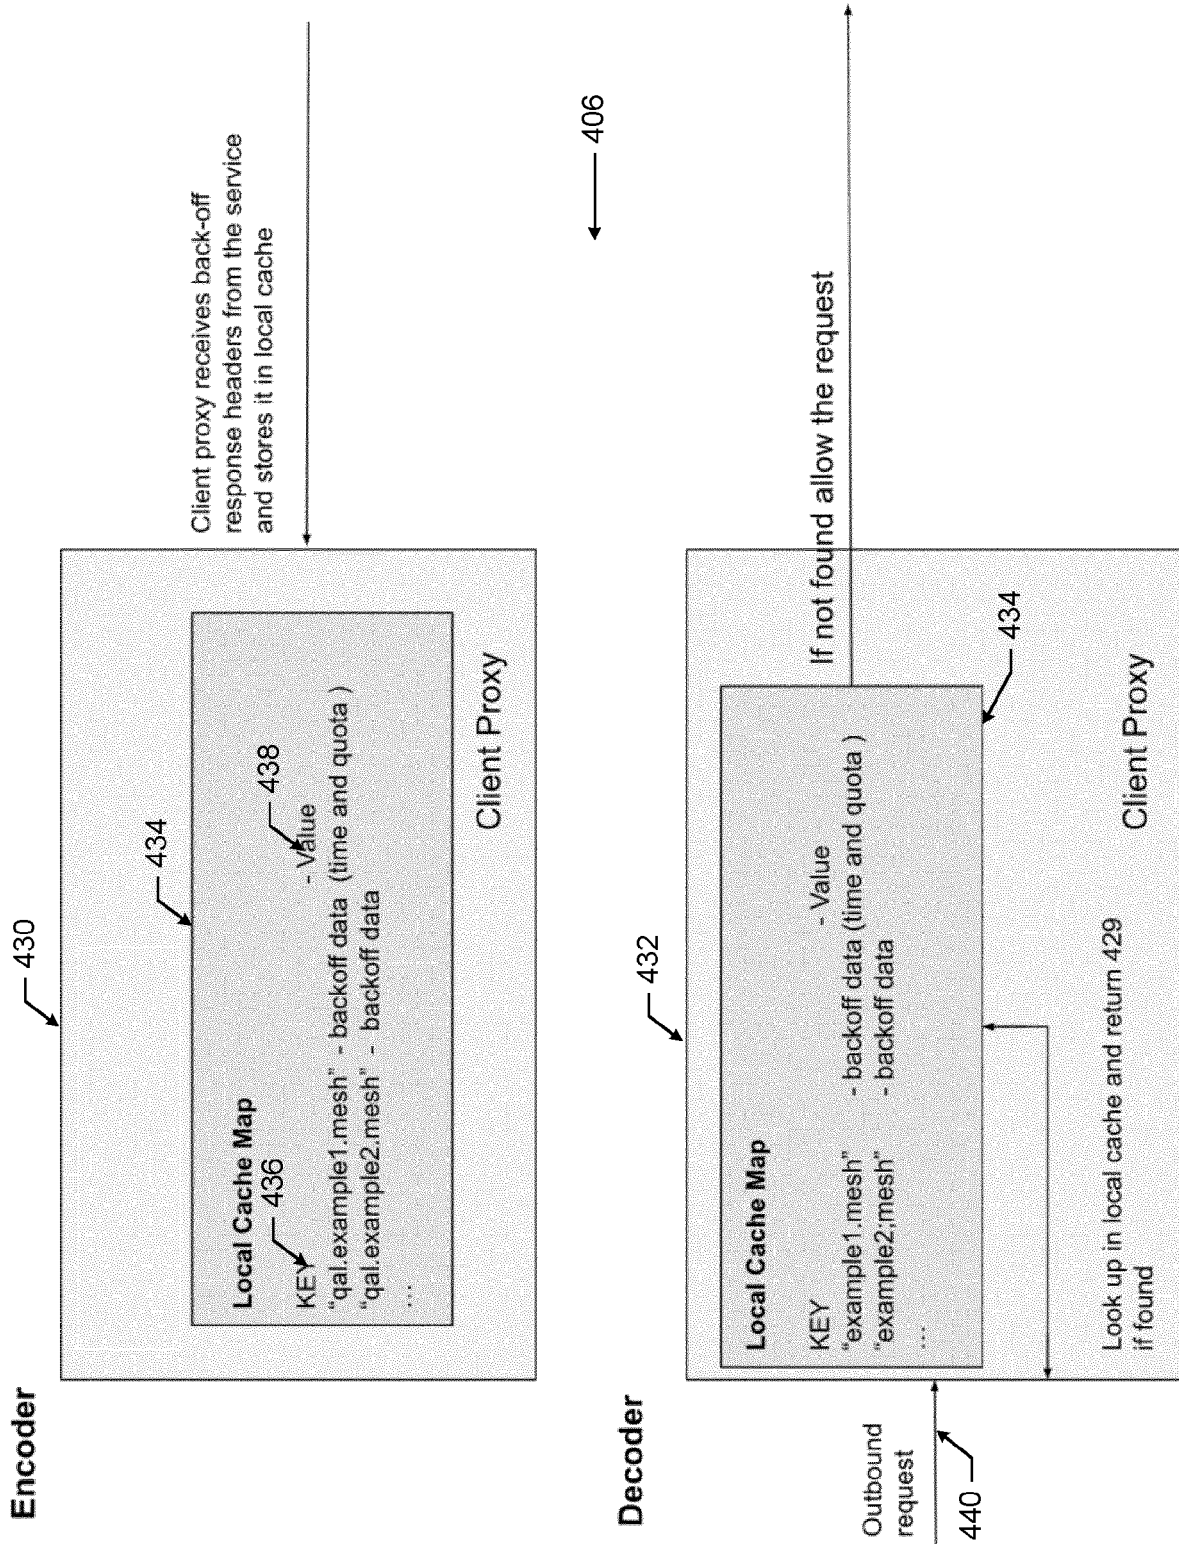 Encoder
430
434
Local Cache Map
436
438
KEY - Value
“qal.example1.mesh” - backoff data (time and quota )
“qal.example2.mesh” - backoff data
...
Client Proxy
Client proxy receives back-off
response headers from the service
and stores it in local cache
406
Decoder
432
Local Cache Map
KEY - Value
“example1.mesh” - backoff data (time and quota )
“example2;mesh” - backoff data
...
434
If not found allow the request
Outbound
request
440
Look up in local cache and return 429
if found
Client Proxy